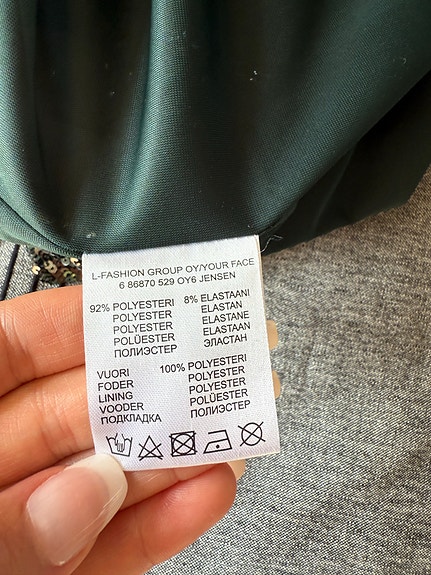 L-FASHION GROUP OY/YOUR FACE
6 86870 529 OY6 JENSEN
92% POLYESTERI 8% ELASTAANI
POLYESTER ELASTAN
POLYESTER ELASTANE
POLÜESTER ELASTAAN
ПОЛИЭСТЕР ЭЛАСТАН
VUORI 100% POLYESTERI
FODER POLYESTER
LINING POLYESTER
VOODER POLÜESTER
ПОДКЛАДКА ПОЛИЭСТЕР